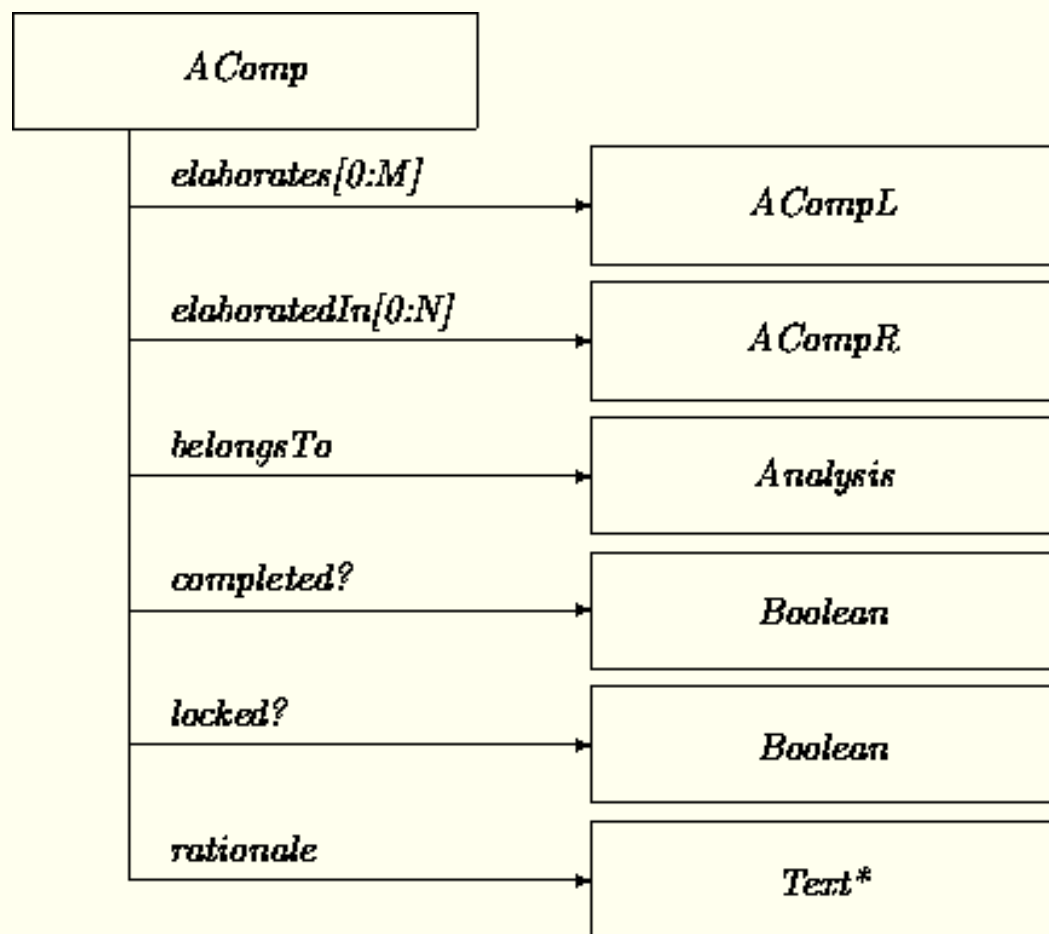 AComp
elaborates[0:M]
ACompL
elaboratedIn[0:N]
ACompR
belongsTo
Analysis
completed?
Boolean
locked?
Boolean
rationale
Text*